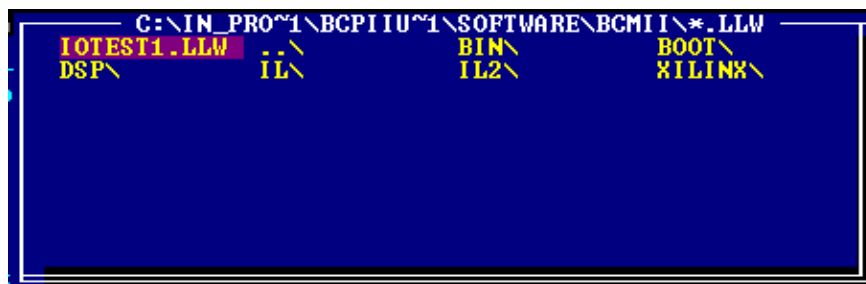 C:\IN_PRO~1\BCPIIU~1\SOFTWARE\BCMII\*.LLW
IOTEST1.LLW ..\ BIN\ BOOT\
DSP\ IL\ IL2\ XILINX\